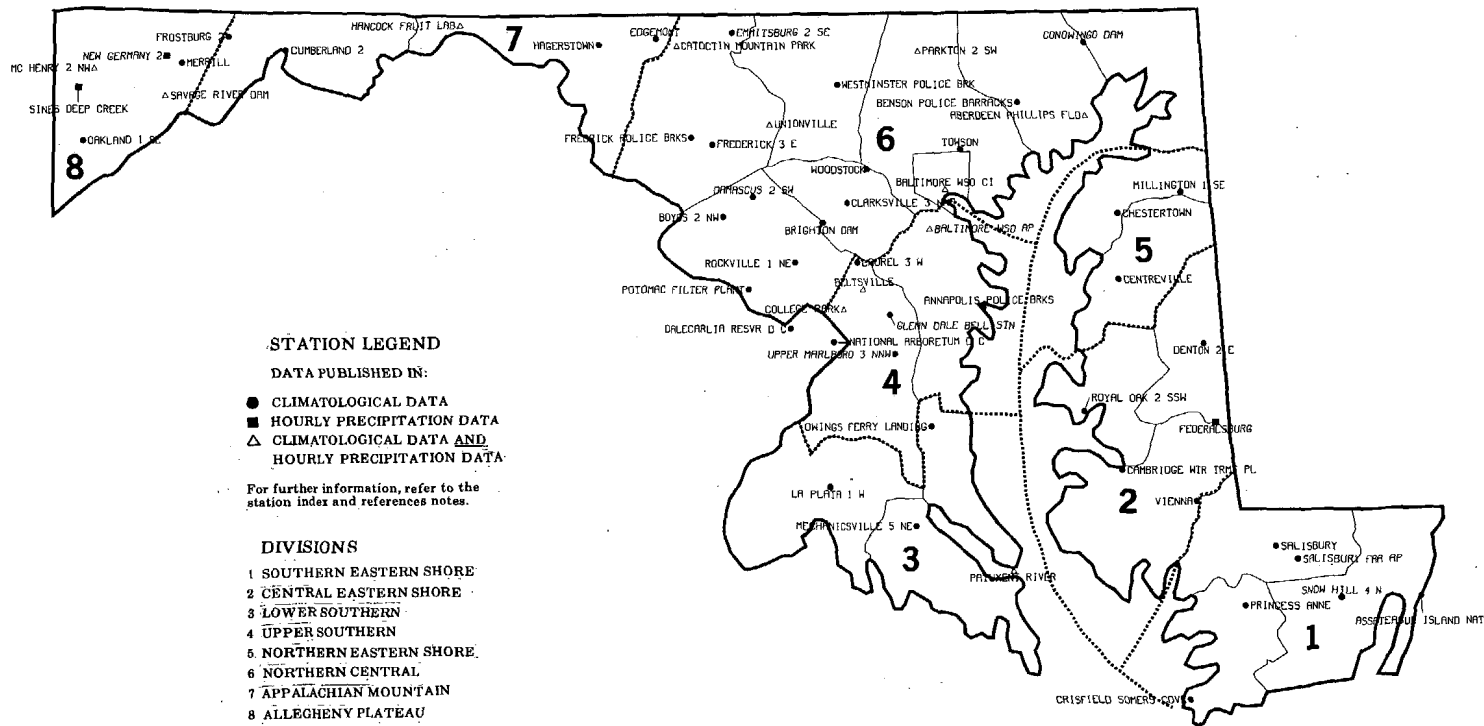 HANCOCK FRUIT LAB
FROSTBURG 2
7
HAGERSTOWN
EDGEMONT
EMMITSBURG 2 SE
CATOCTIN MOUNTAIN PARK
PARKTON 2 SW
CONOWINGO DAM
NEW GERMANY 2
CUMBERLAND 2
MC HENRY 2 NW
MERRILL
WESTMINSTER POLICE BRK
SAVAGE RIVER DAM
BENSON POLICE BARRACKS
SINES DEEP CREEK
ABERDEEN PHILLIPS FLD
UNIONVILLE
OAKLAND 1 SE
FREDRICK POLICE BRKS
FREDERICK 3 E
6
TOWSON
8
WOODSTOCK
DAMASCUS 2 SW
BALTIMORE WSO CI
MILLINGTON 1 SE
CLARKSVILLE 3
BOYDS 2 NW
CHESTERTOWN
BRIGHTON DAM
BALTIMORE WSO AP
5
ROCKVILLE 1 NE
LAUREL 3 W
CENTREVILLE
POTOMAC FILTER PLANT
BELTSVILLE
ANNAPOLIS POLICE BRKS
COLLEGE PARK
GLENN DALE BELL STN
DALECARLIA RESVR D C
NATIONAL ARBORETUM D C
DENTON 2 E
UPPER MARLBORO 3 NNW
4
ROYAL OAK 2 SSW
OWINGS FERRY LANDING
FEDERALSBURG
CAMBRIDGE WTR TRMT PL
LA PLATA 1 W
2
VIENNA
MECHANICSVILLE 5 NE
3
SALISBURY
SALISBURY FAA AP
PATUXENT RIVER
SNOW HILL 4 N
PRINCESS ANNE
ASSATEAGUE ISLAND NAT
1
CRISFIELD SOMERS COVE
STATION LEGEND
DATA PUBLISHED IN:
● CLIMATOLOGICAL DATA
■ HOURLY PRECIPITATION DATA
△ CLIMATOLOGICAL DATA AND
HOURLY PRECIPITATION DATA
For further information, refer to the
station index and references notes.
DIVISIONS
1 SOUTHERN EASTERN SHORE
2 CENTRAL EASTERN SHORE
3 LOWER SOUTHERN
4 UPPER SOUTHERN
5 NORTHERN EASTERN SHORE
6 NORTHERN CENTRAL
7 APPALACHIAN MOUNTAIN
8 ALLEGHENY PLATEAU